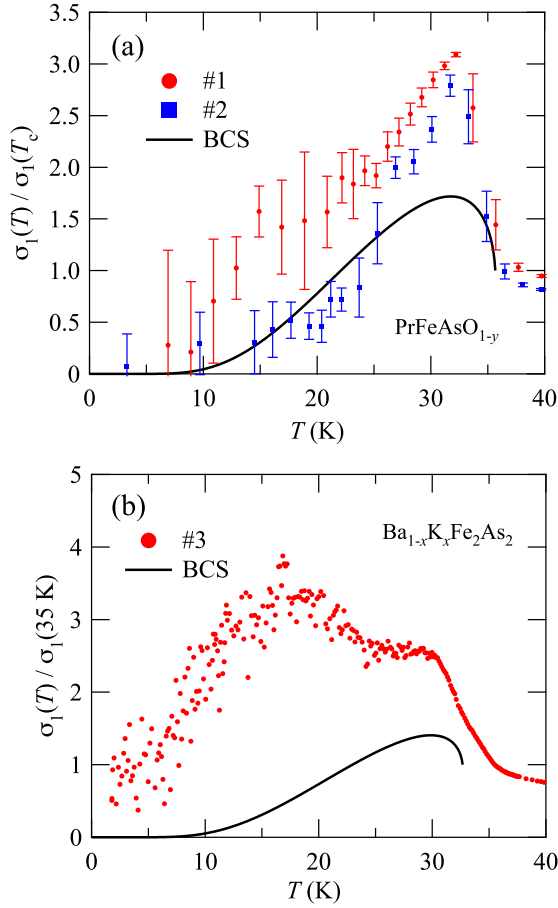 (a)
#1
#2
BCS
PrFeAsO1-y
σ1(T) / σ1(Tc)
3.5
3.0
2.5
2.0
1.5
1.0
0.5
0
0 10 20 30 40
T (K)
(b)
#3
BCS
Ba1-xKxFe2As2
σ1(T) / σ1(35 K)
5
4
3
2
1
0
0 10 20 30 40
T (K)